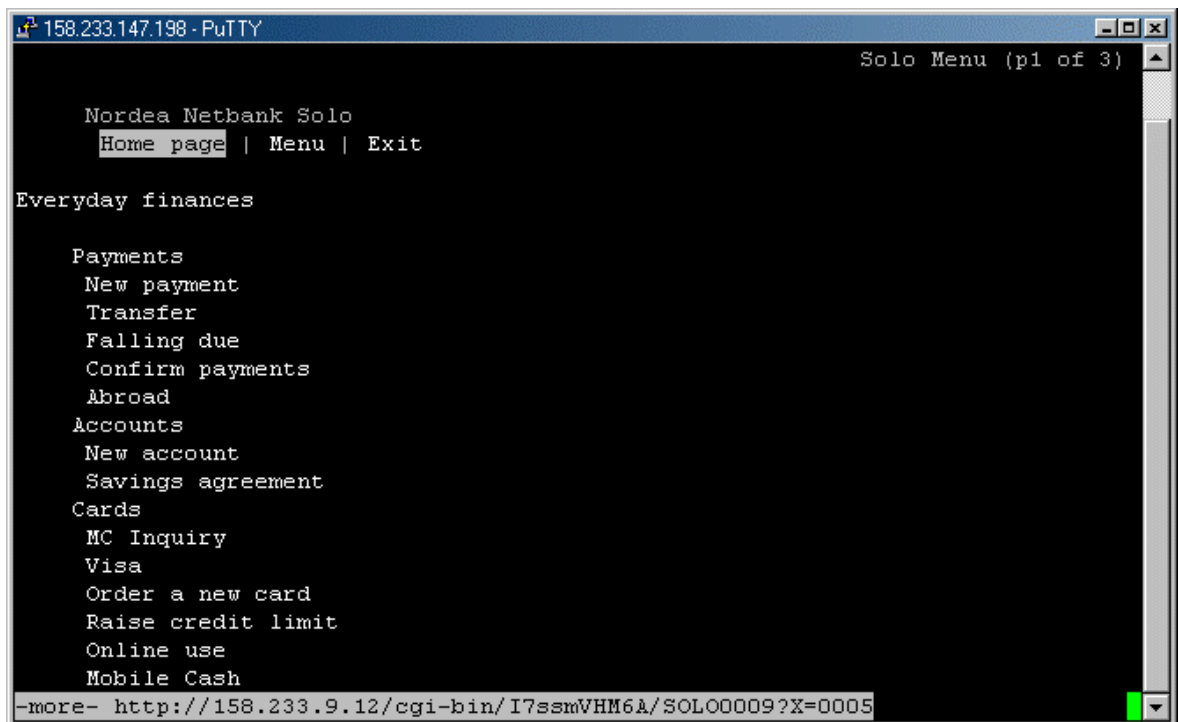 158.233.147.198 - PuTTY
Solo Menu (p1 of 3)
Nordea Netbank Solo
Home page | Menu | Exit
Everyday finances
Payments
New payment
Transfer
Falling due
Confirm payments
Abroad
Accounts
New account
Savings agreement
Cards
MC Inquiry
Visa
Order a new card
Raise credit limit
Online use
Mobile Cash
-more- http://158.233.9.12/cgi-bin/I7ssmVHM6A/SOLO0009?X=0005